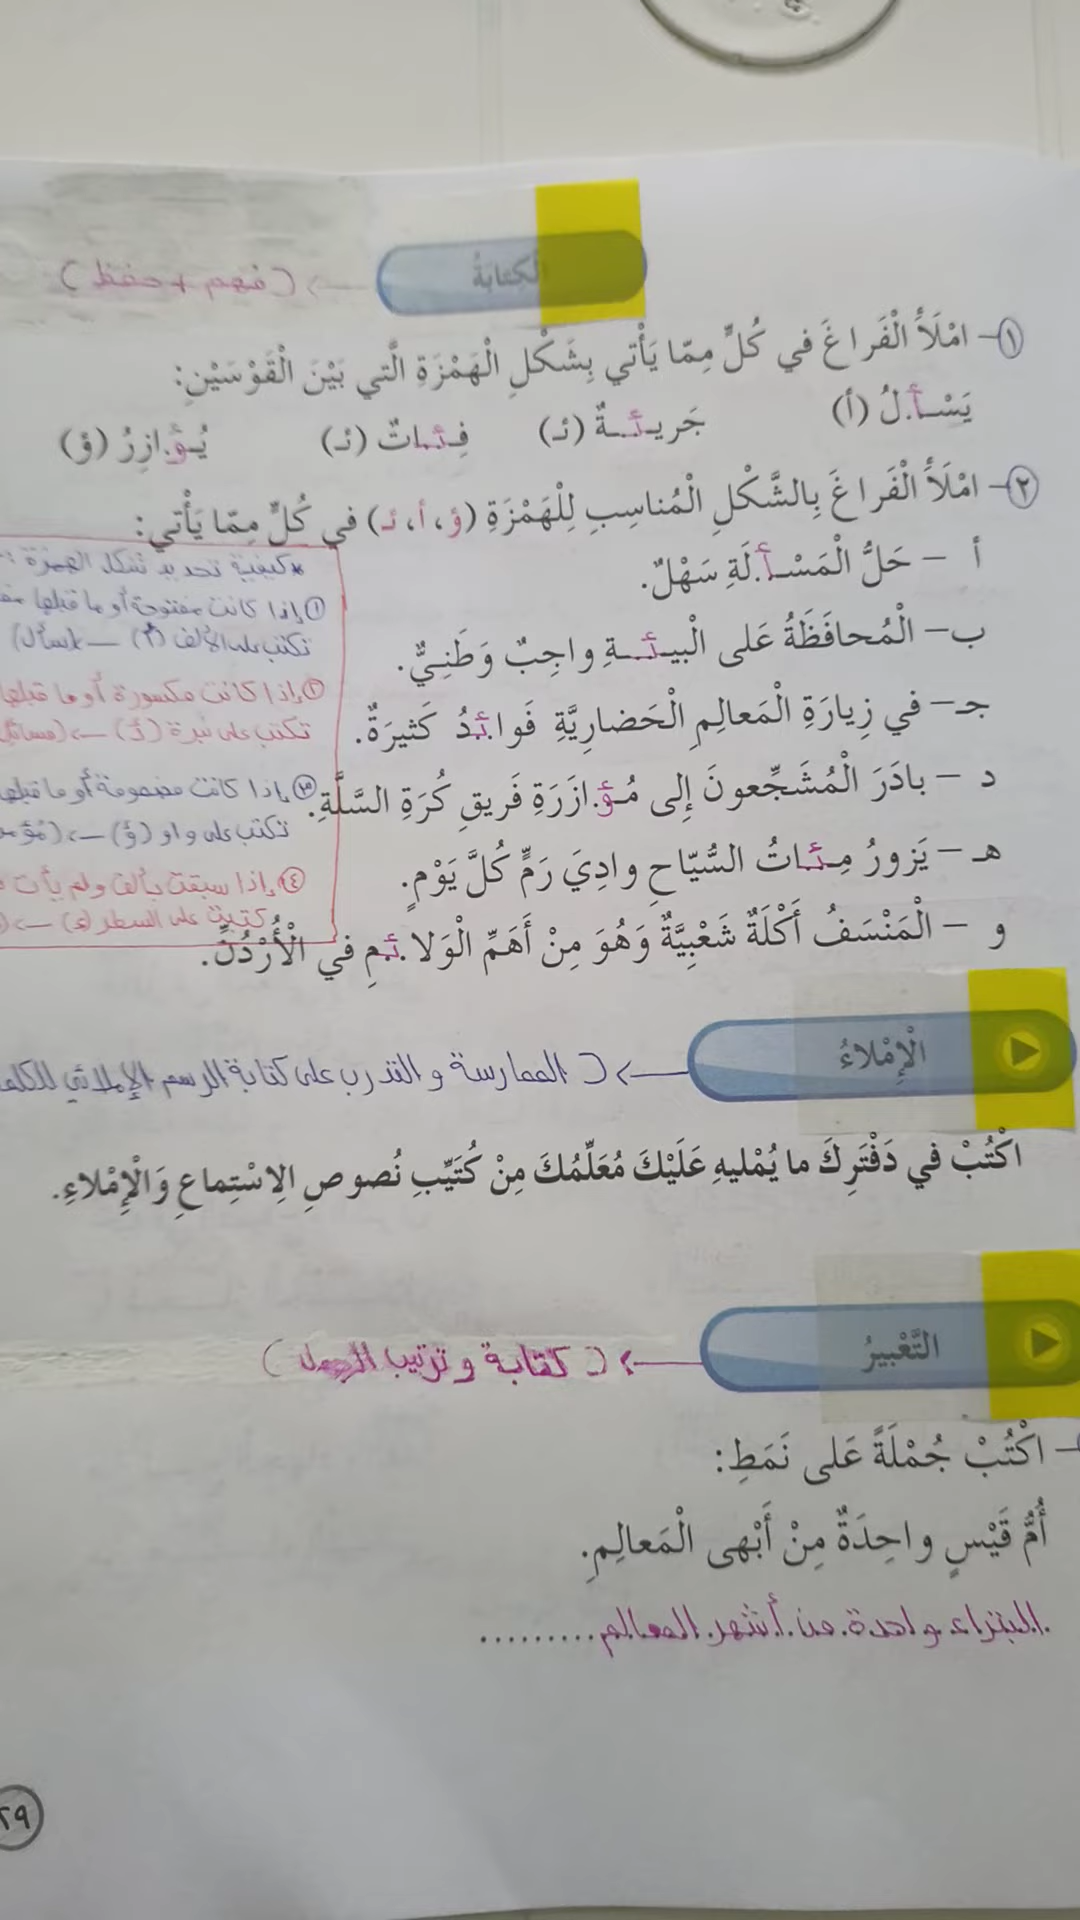 الْكِتابَةُ ← (فهم + حفظ)
١- امْلَأِ الْفَراغَ في كُلٍّ مِمّا يَأْتي بِشَكْلِ الْهَمْزَةِ الَّتي بَيْنَ الْقَوْسَيْنِ:
يَسْأَلُ (أ) جَريئَةٌ (ئـ) فِئاتٌ (ئـ) يُؤازِرُ (ؤ)
٢- امْلَأِ الْفَراغَ بِالشَّكْلِ الْمُناسِبِ لِلْهَمْزَةِ (ؤ، أ، ئـ) في كُلٍّ مِمّا يَأْتي:
أ - حَلُّ الْمَسْأَلَةِ سَهْلٌ.
ب- الْمُحافَظَةُ عَلى الْبيئَةِ واجِبٌ وَطَنِيٌّ.
جـ- في زِيارَةِ الْمَعالِمِ الْحَضارِيَّةِ فَوائِدُ كَثيرَةٌ.
د - بادَرَ الْمُشَجِّعونَ إِلى مُؤازَرَةِ فَريقِ كُرَةِ السَّلَّةِ.
هـ- يَزورُ مِئاتُ السُّيّاحِ وادِيَ رَمٍّ كُلَّ يَوْمٍ.
و - الْمَنْسَفُ أَكْلَةٌ شَعْبِيَّةٌ وَهُوَ مِنْ أَهَمِّ الْوَلائِمِ في الْأُرْدُنِّ.
* كيفية تحديد شكل الهمزة :
① إذا كانت مفتوحة أو ما قبلها
تكتب على الألف (أ) ← (سأل)
② إذا كانت مكسورة أو ما قبلها
تكتب على نبرة (ئـ) ←
③ إذا كانت مضمومة أو ما قبلها
تكتب على واو (ؤ) ←
④ إذا سبقت بألف ولم يأت
كتبت على السطر (ء) ←
الْإِمْلاءُ ← ( الممارسة و التدرب على كتابة الرسم الإملائي
اكْتُبْ في دَفْتَرِكَ ما يُمْليهِ عَلَيْكَ مُعَلِّمُكَ مِنْ كُتَيِّبِ نُصوصِ الِاسْتِماعِ وَالْإِمْلاءِ.
التَّعْبيرُ ← ( كتابة و ترتيب
- اكْتُبْ جُمْلَةً عَلى نَمَطِ:
أُمُّ قَيْسٍ واحِدَةٌ مِنْ أَبْهى الْمَعالِمِ.
البتراء واحدة من أشهر المعالم.........
٢٩